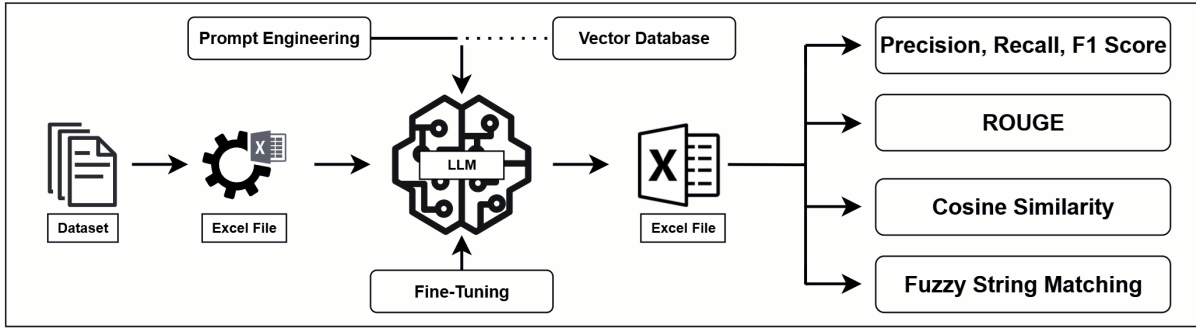 Prompt Engineering
Vector Database
Dataset
X
Excel File
LLM
Fine-Tuning
X
Excel File
Precision, Recall, F1 Score
ROUGE
Cosine Similarity
Fuzzy String Matching